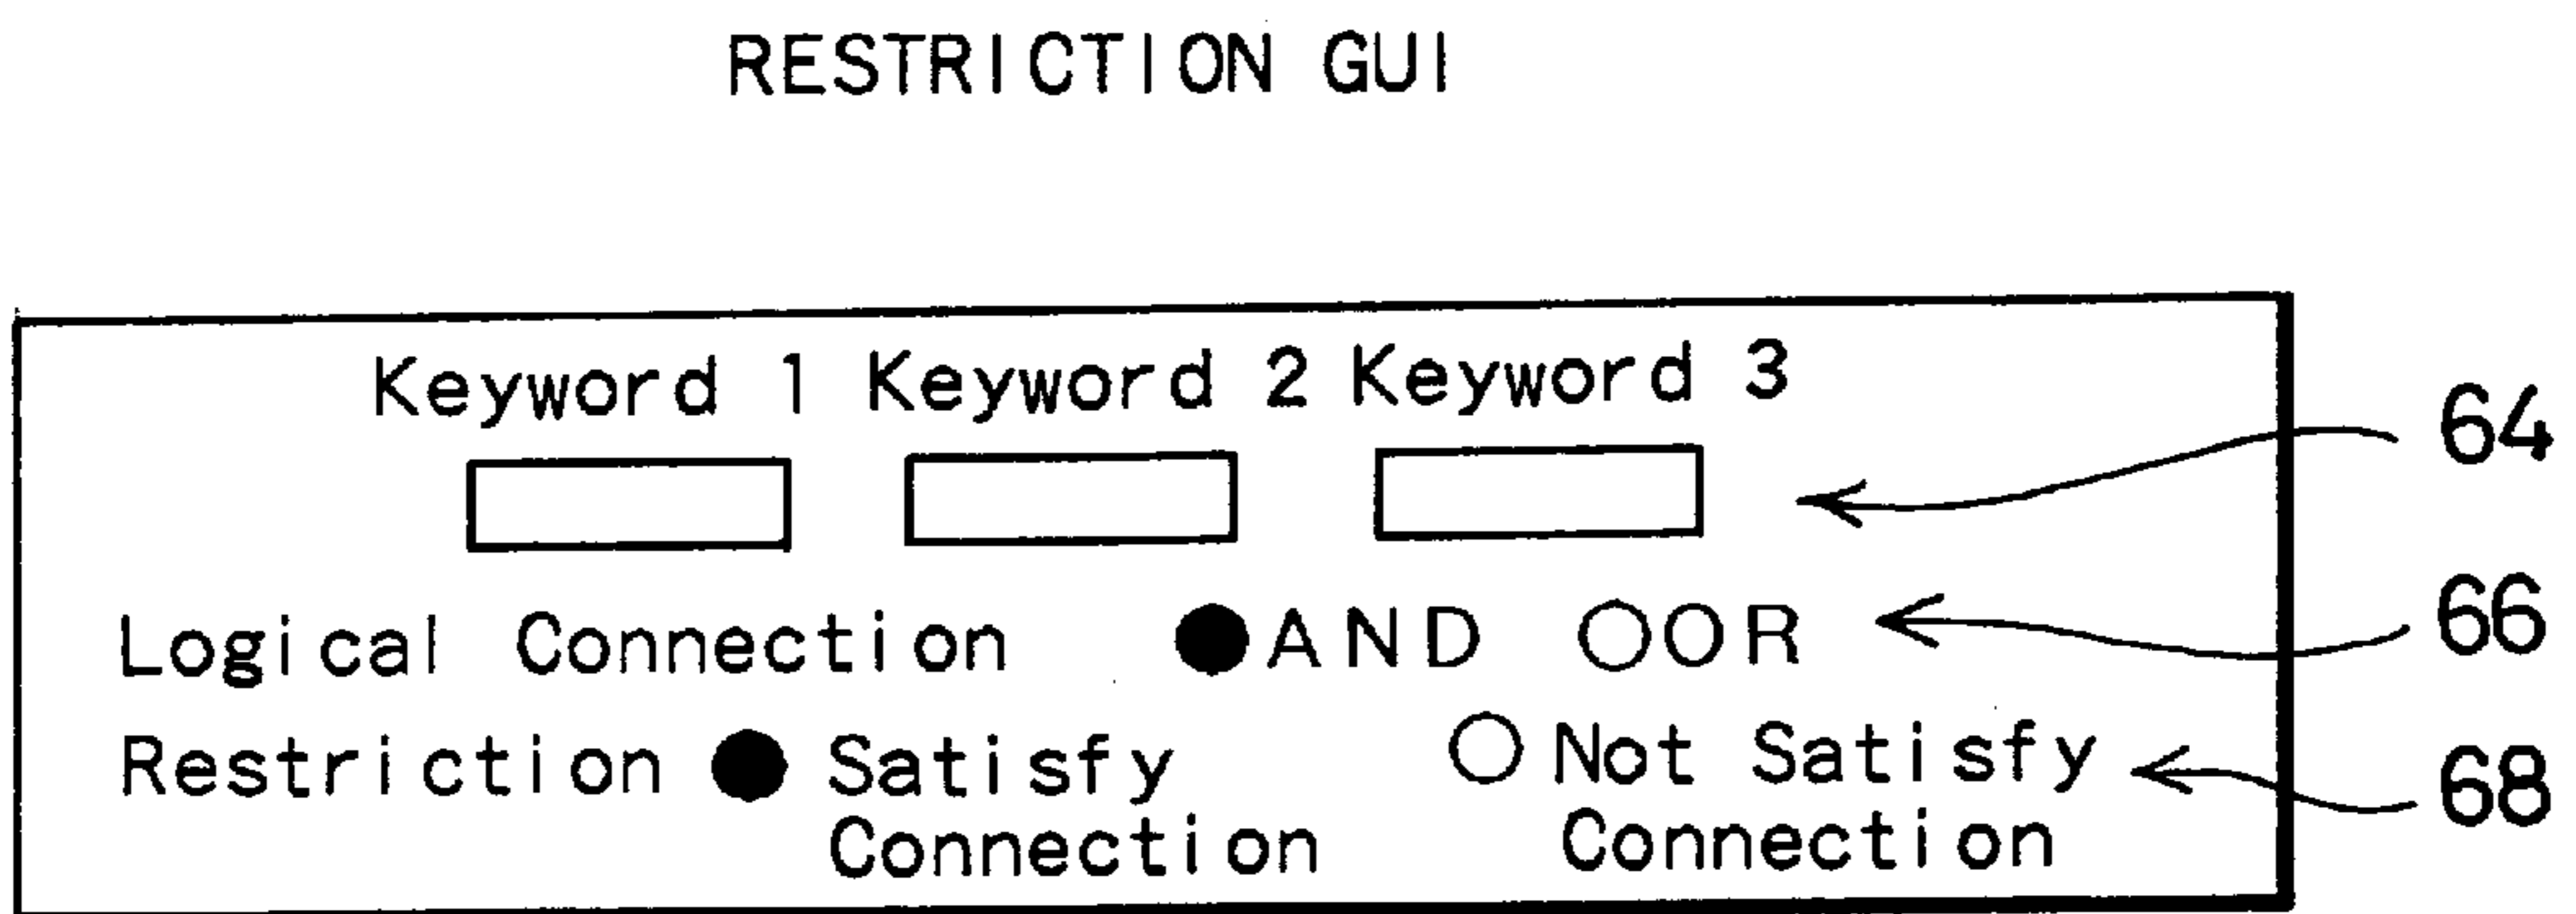 RESTRICTION GUI
Keyword 1 Keyword 2 Keyword 3
64
Logical Connection AND OR 66
Restriction Satisfy Connection Not Satisfy Connection 68